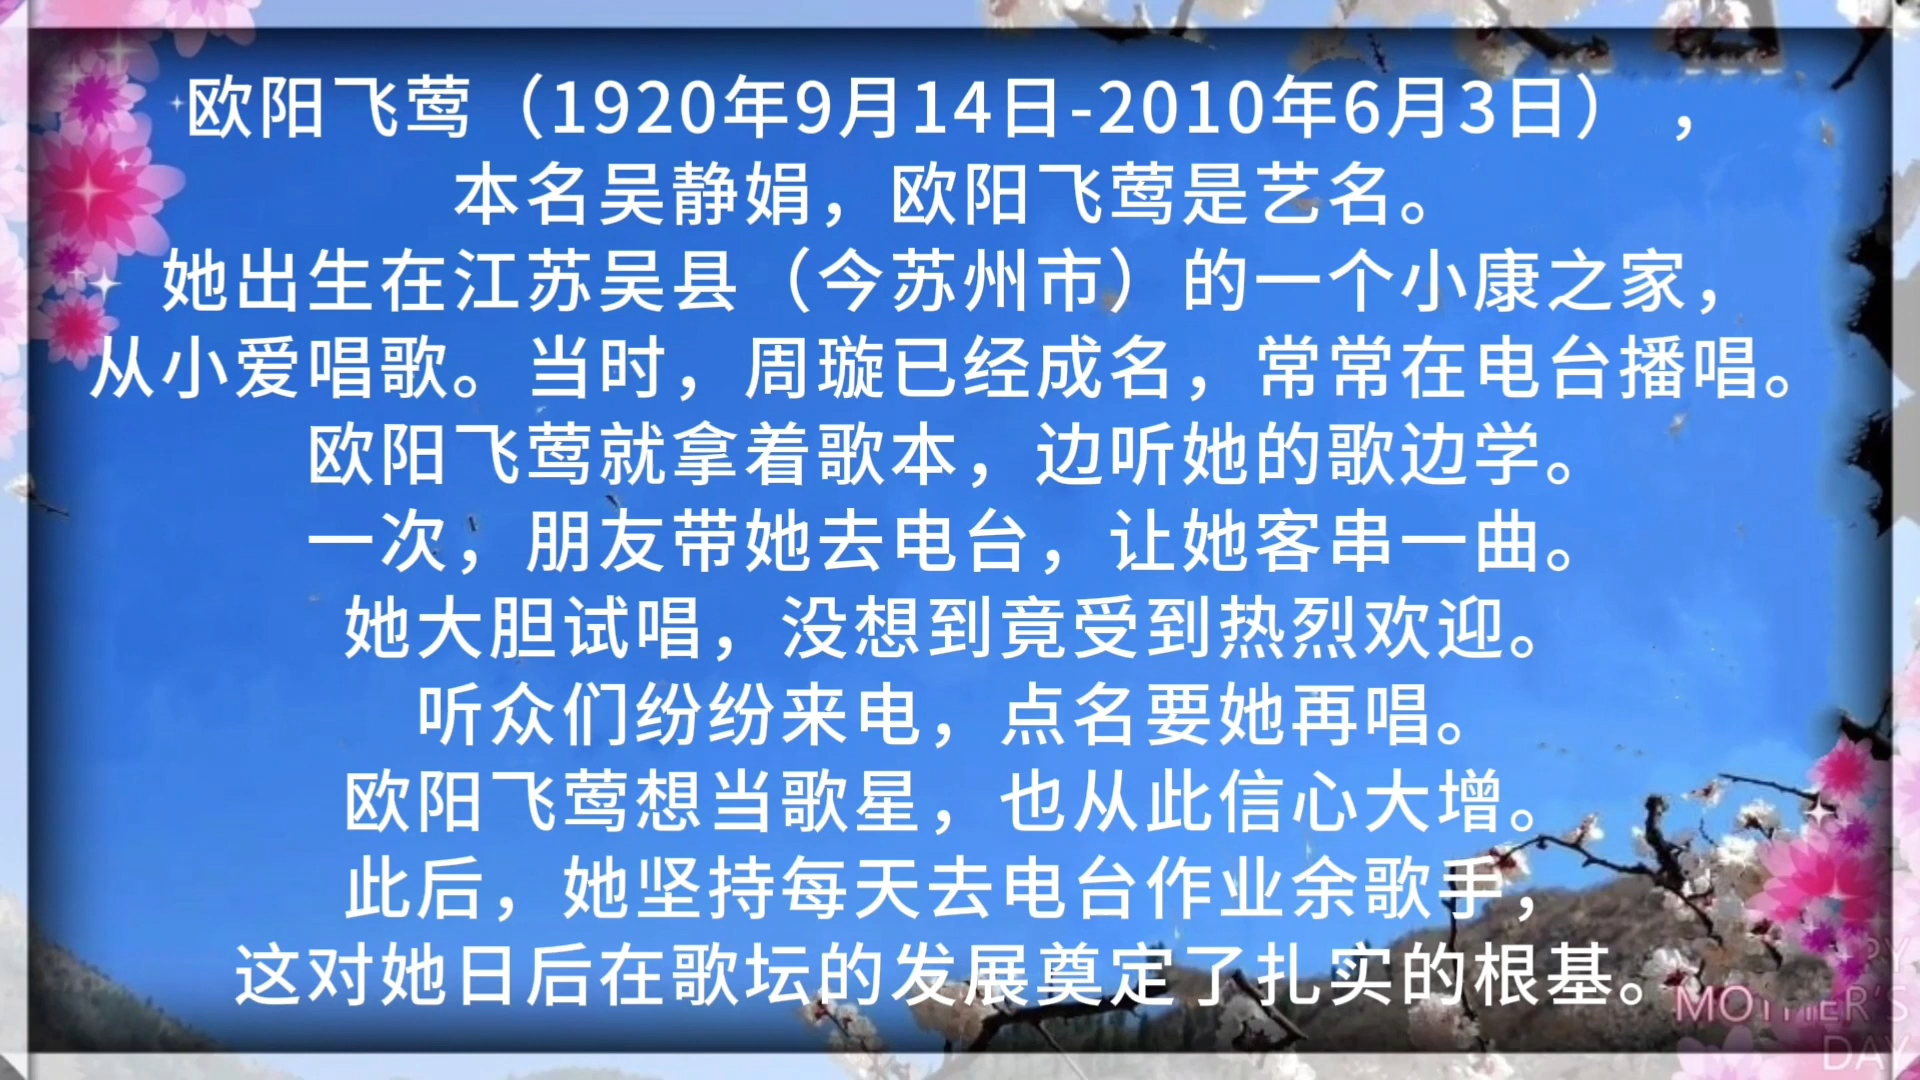 欧阳飞莺（1920年9月14日-2010年6月3日），
本名吴静娟，欧阳飞莺是艺名。
她出生在江苏吴县（今苏州市）的一个小康之家，
从小爱唱歌。当时，周璇已经成名，常常在电台播唱。
欧阳飞莺就拿着歌本，边听她的歌边学。
一次，朋友带她去电台，让她客串一曲。
她大胆试唱，没想到竟受到热烈欢迎。
听众们纷纷来电，点名要她再唱。
欧阳飞莺想当歌星，也从此信心大增。
此后，她坚持每天去电台作业余歌手，
这对她日后在歌坛的发展奠定了扎实的根基。
MOTHER'S
DAY